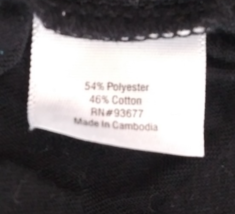 54% Polyester
46% Cotton
RN#93677
Made In Cambodia